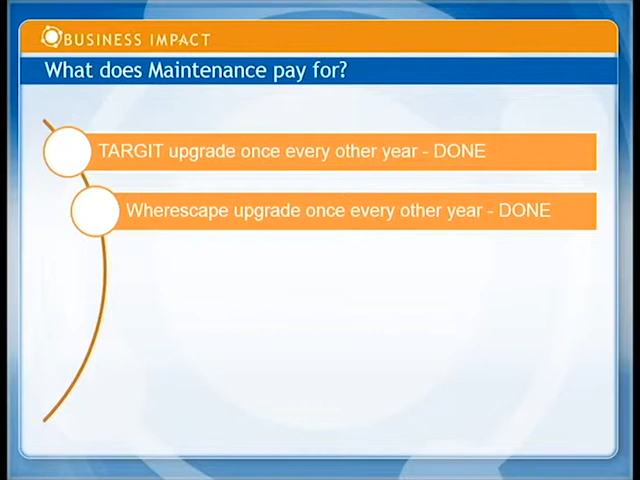 BUSINESS IMPACT
What does Maintenance pay for?
TARGIT upgrade once every other year - DONE
Wherescape upgrade once every other year - DONE